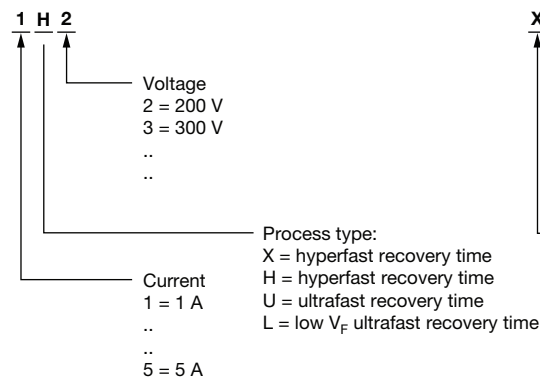 1 H 2
X
Voltage
2 = 200 V
3 = 300 V
..
..
Process type:
X = hyperfast recovery time
H = hyperfast recovery time
U = ultrafast recovery time
L = low VF ultrafast recovery time
Current
1 = 1 A
..
..
5 = 5 A